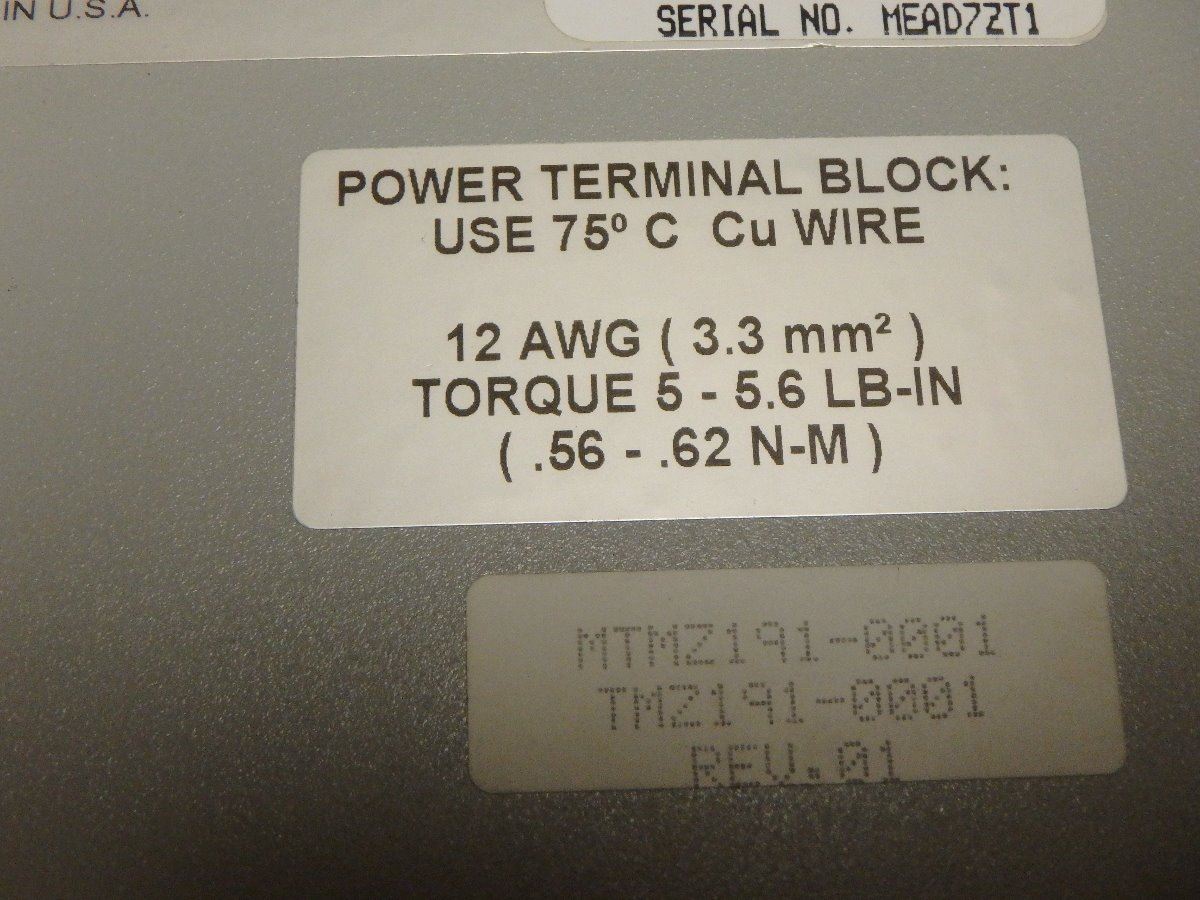 IN U.S.A.
SERIAL NO. MEAD7ZT1
POWER TERMINAL BLOCK:
USE 75º C Cu WIRE
12 AWG ( 3.3 mm² )
TORQUE 5 - 5.6 LB-IN
( .56 - .62 N-M )
MTMZ191-0001
TMZ191-0001
REV.01